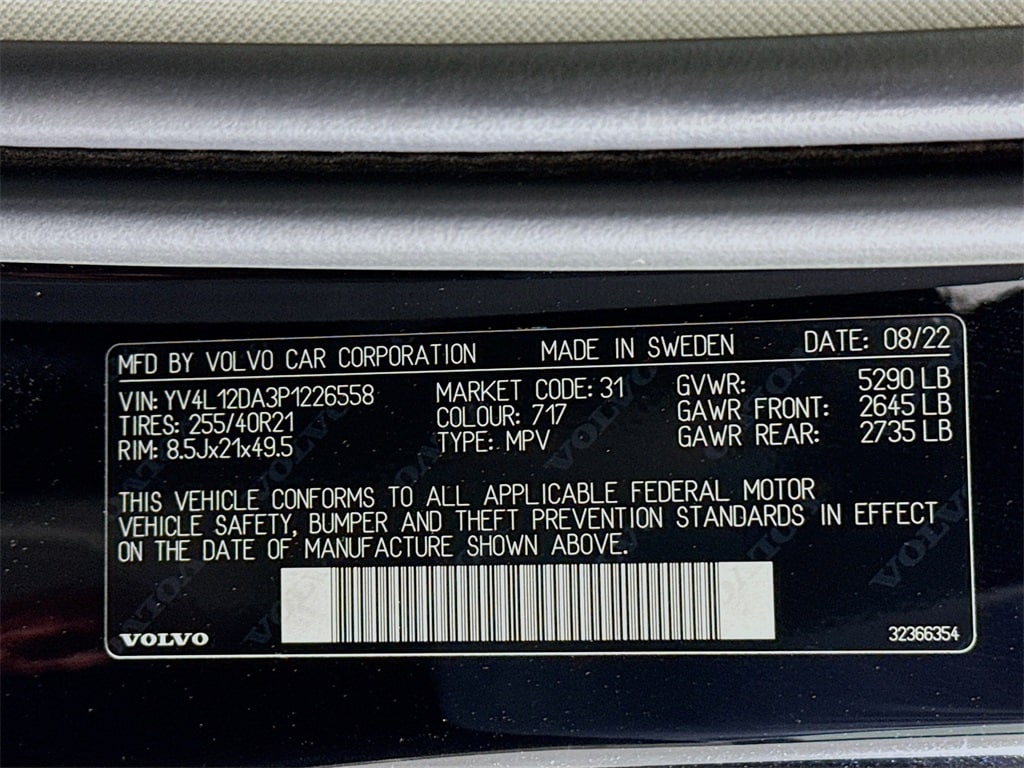 MFD BY VOLVO CAR CORPORATION MADE IN SWEDEN DATE: 08/22
VIN: YV4L12DA3P1226558 MARKET CODE: 31 GVWR: 5290 LB
TIRES: 255/40R21 COLOUR: 717 GAWR FRONT: 2645 LB
RIM: 8.5Jx21x49.5 TYPE: MPV GAWR REAR: 2735 LB
THIS VEHICLE CONFORMS TO ALL APPLICABLE FEDERAL MOTOR
VEHICLE SAFETY, BUMPER AND THEFT PREVENTION STANDARDS IN EFFECT
ON THE DATE OF MANUFACTURE SHOWN ABOVE.
VOLVO 32366354